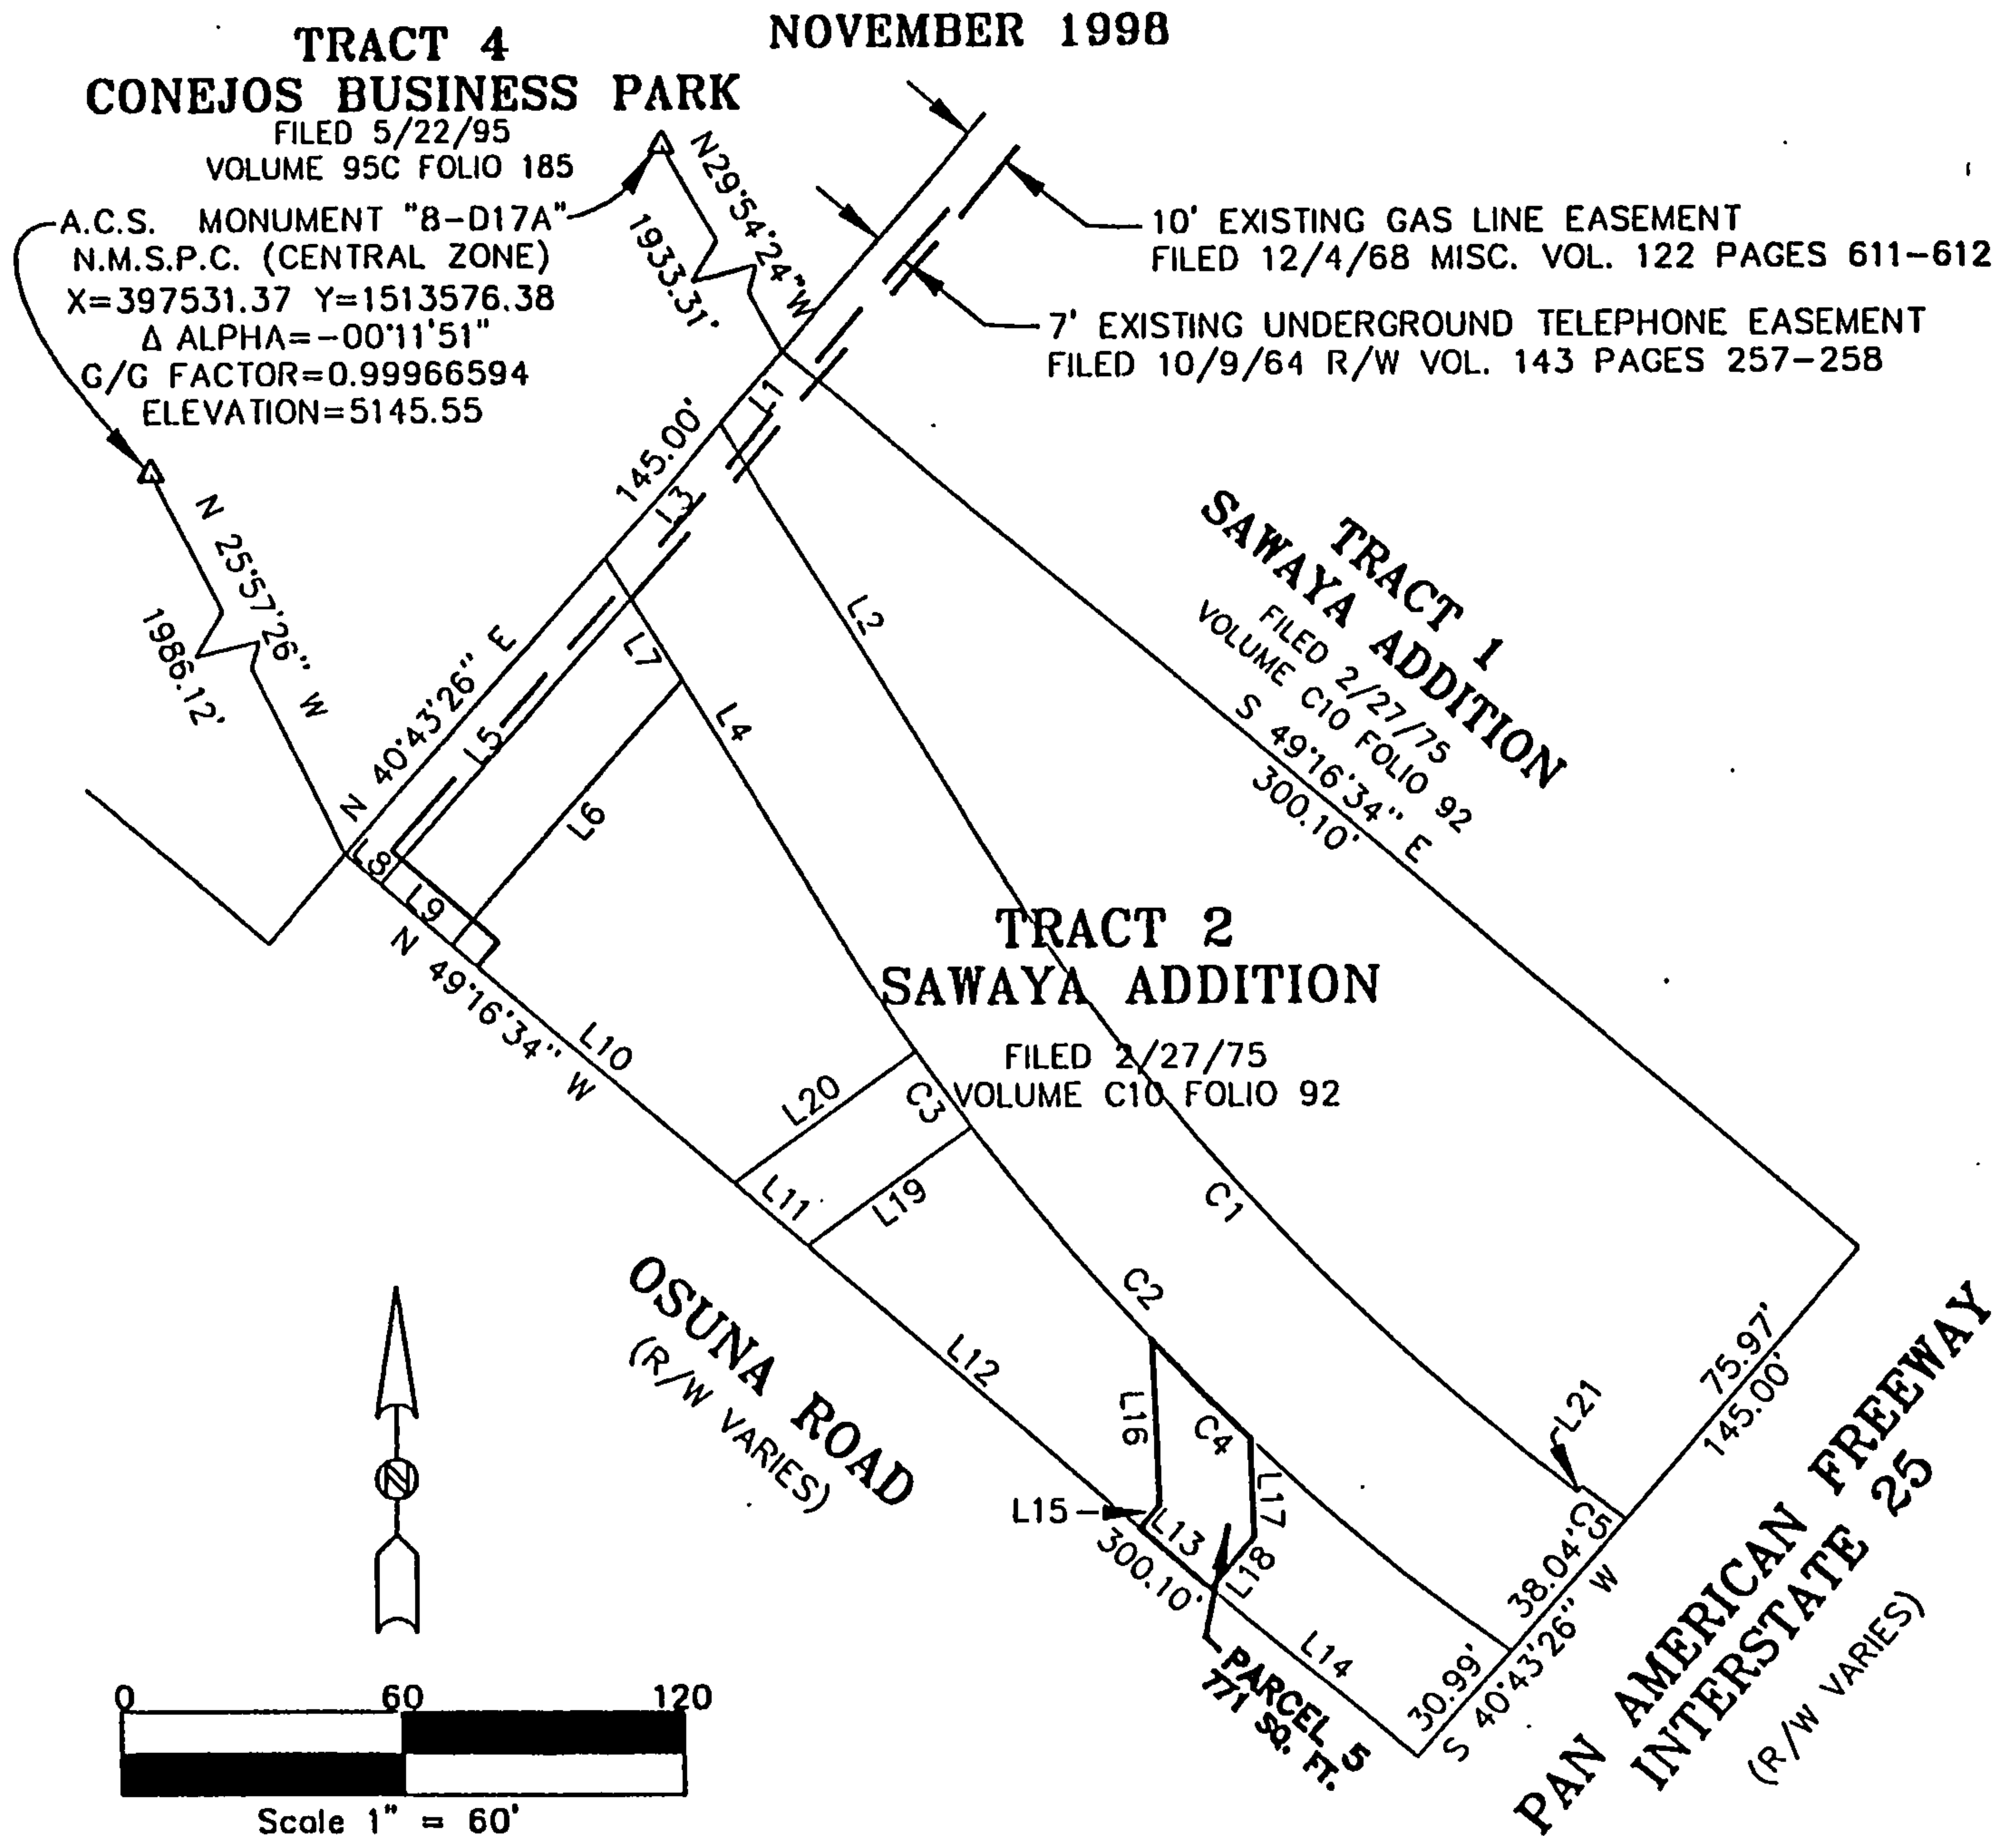 NOVEMBER 1998
TRACT 4
CONEJOS BUSINESS PARK
FILED 5/22/95
VOLUME 95C FOLIO 185
A.C.S. MONUMENT "8-D17A"
N.M.S.P.C. (CENTRAL ZONE)
X=397531.37 Y=1513576.38
Δ ALPHA=-00°11'51"
G/G FACTOR=0.99966594
ELEVATION=5145.55
N29°54'24"W
1933.31'
10' EXISTING GAS LINE EASEMENT
FILED 12/4/68 MISC. VOL. 122 PAGES 611-612
7' EXISTING UNDERGROUND TELEPHONE EASEMENT
FILED 10/9/64 R/W VOL. 143 PAGES 257-258
N 25°57'26" W
1986.12'
N 40°43'26" E
145.00'
L1
L3
L2
L7
L4
L5
L6
L8
L9
N 49°16'34" W
L10
TRACT 1
SAWAYA ADDITION
FILED 2/27/75
VOLUME C10 FOLIO 92
S 49°16'34" E
300.10'
TRACT 2
SAWAYA ADDITION
FILED 2/27/75
VOLUME C10 FOLIO 92
L20
C3
L11
L19
C1
C2
OSUNA ROAD
(R/W VARIES)
L12
L16
C4
L17
L15
L13
L18
300.10'
L14
L21
C5
75.97'
145.00'
38.04'
30.99'
S 40°43'26" W
PARCEL 5
771 SQ. FT.
PAN AMERICAN FREEWAY
INTERSTATE 25
(R/W VARIES)
N
0 60 120
Scale 1" = 60'